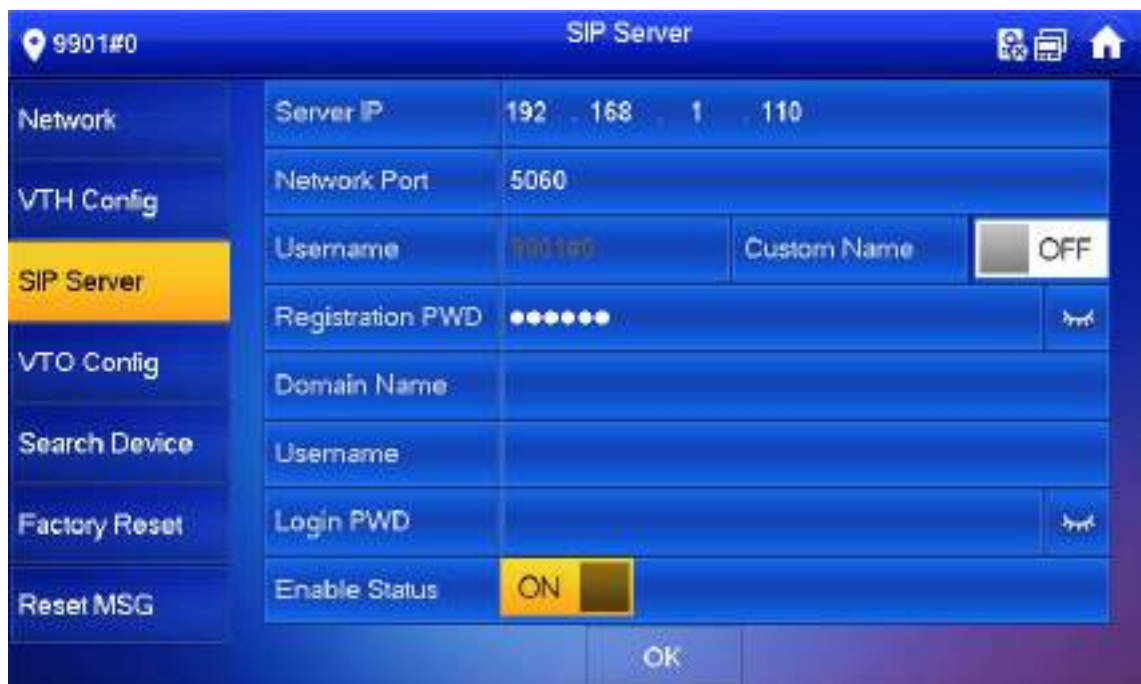 9901#0 SIP Server
Network
VTH Config
SIP Server
VTO Config
Search Device
Factory Reset
Reset MSG
Server IP 192 . 168 . 1 . 110
Network Port 5060
Username 9901#0 Custom Name OFF
Registration PWD ●●●●●●
Domain Name
Username
Login PWD
Enable Status ON
OK